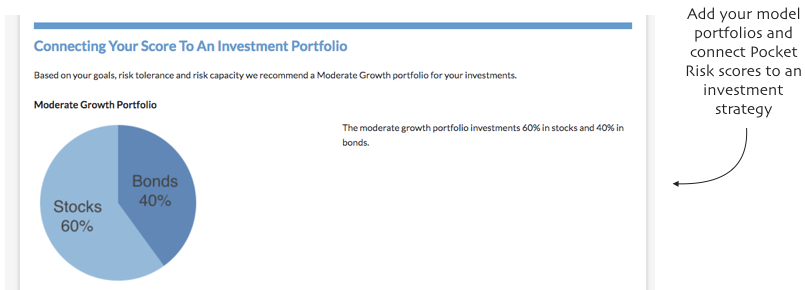 Connecting Your Score To An Investment Portfolio
Based on your goals, risk tolerance and risk capacity we recommend a Moderate Growth portfolio for your investments.
Moderate Growth Portfolio
Bonds
40%
Stocks
60%
The moderate growth portfolio investments 60% in stocks and 40% in
bonds.
Add your model
portfolios and
connect Pocket
Risk scores to an
investment
strategy